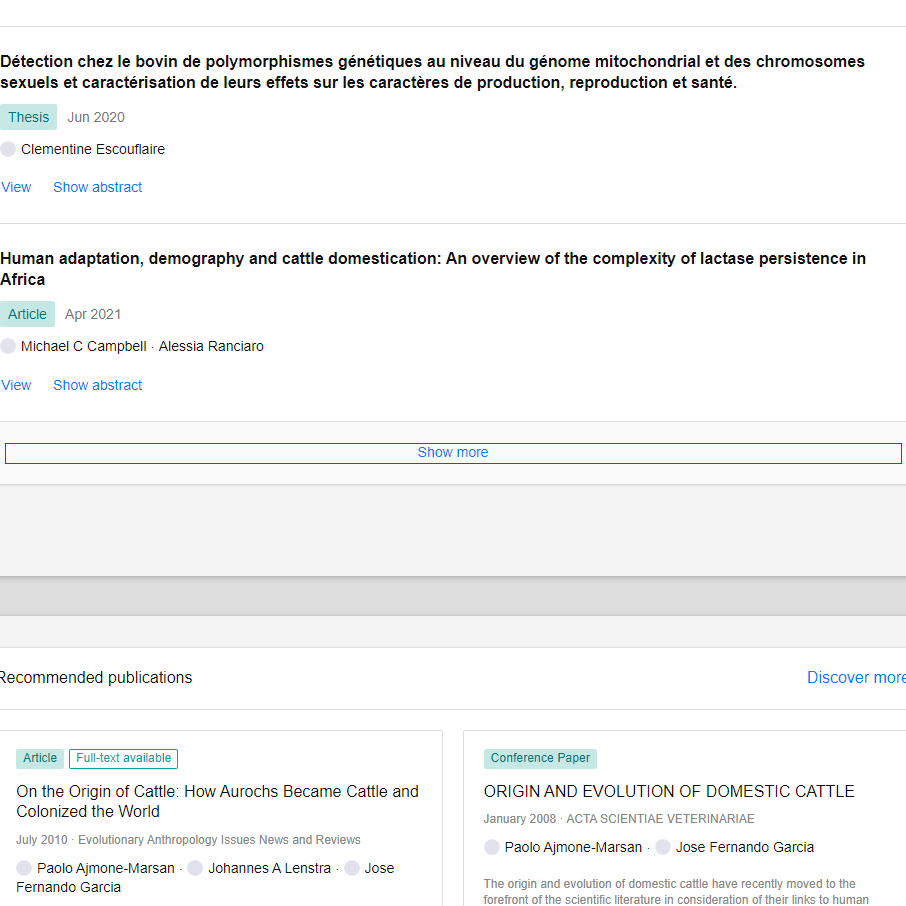 Détection chez le bovin de polymorphismes génétiques au niveau du génome mitochondrial et des chromosomes
sexuels et caractérisation de leurs effets sur les caractères de production, reproduction et santé.
Thesis Jun 2020
Clementine Escouflaire
View Show abstract
Human adaptation, demography and cattle domestication: An overview of the complexity of lactase persistence in
Africa
Article Apr 2021
Michael C Campbell · Alessia Ranciaro
View Show abstract
Show more
Recommended publications Discover more
Article Full-text available
On the Origin of Cattle: How Aurochs Became Cattle and
Colonized the World
July 2010 · Evolutionary Anthropology Issues News and Reviews
Paolo Ajmone-Marsan · Johannes A Lenstra · Jose
Fernando Garcia
Conference Paper
ORIGIN AND EVOLUTION OF DOMESTIC CATTLE
January 2008 · ACTA SCIENTIAE VETERINARIAE
Paolo Ajmone-Marsan · Jose Fernando Garcia
The origin and evolution of domestic cattle have recently moved to the
forefront of the scientific literature in consideration of their links to human